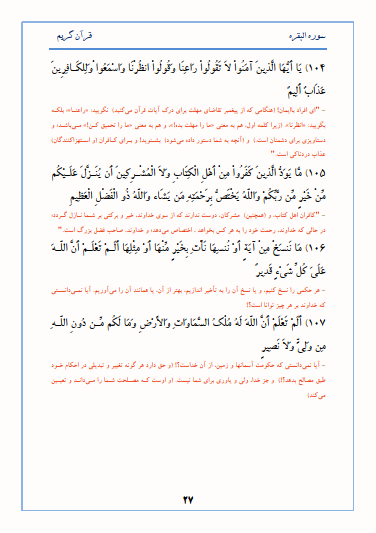 سوره البقره
قرآن کریم
۱۰۴) يَا أَيُّهَا الَّذِينَ آمَنُواْ لاَ تَقُولُواْ رَاعِنَا وَقُولُواْ انظُرْنَا وَاسْمَعُوا ْوَلِلكَافِرِينَ
عَذَابٌ أَلِيمٌ
- "ای افراد باایمان! (هنگامی که از پیغمبر تقاضای مهلت برای درک آیات قرآن می‌کنید) نگویید: «راعنا»؛ بلکه
بگویید: «انظرنا». (زیرا کلمه اول، هم به معنی «ما را مهلت بده!»، و هم به معنی «ما را تحمیق کن!» می‌باشد؛ و
دستاویزی برای دشمنان است.) و (آنچه به شما دستور داده می‌شود) بشنوید! و برای کافران (و استهزاکنندگان)
عذاب دردناکی است."
۱۰۵) مَّا يَوَدُّ الَّذِينَ كَفَرُواْ مِنْ أَهْلِ الْكِتَابِ وَلاَ الْمُشْرِكِينَ أَن يُنَزَّلَ عَلَيْكُم
مِّنْ خَيْرٍ مِّن رَّبِّكُمْ وَاللّهُ يَخْتَصُّ بِرَحْمَتِهِ مَن يَشَاء وَاللّهُ ذُو الْفَضْلِ الْعَظِيمِ
- "کافران اهل کتاب، و (همچنین) مشرکان، دوست ندارند که از سوی خداوند، خیر و برکتی بر شما نازل گردد؛
در حالی که خداوند، رحمت خود را به هر کس بخواهد، اختصاص می‌دهد؛ و خداوند، صاحب فضل بزرگ است."
۱۰۶) مَا نَنسَخْ مِنْ آيَةٍ أَوْ نُنسِهَا نَأْتِ بِخَيْرٍ مِّنْهَا أَوْ مِثْلِهَا أَلَمْ تَعْلَمْ أَنَّ اللّهَ
عَلَىَ كُلِّ شَيْءٍ قَدِيرٌ
- هر حکمی را نسخ کنیم، و یا نسخ آن را به تأخیر اندازیم، بهتر از آن، یا همانند آن را می‌آوریم. آیا نمی‌دانستی
که خداوند بر هر چیز توانا است؟!
۱۰۷) أَلَمْ تَعْلَمْ أَنَّ اللّهَ لَهُ مُلْكُ السَّمَاوَاتِ وَالأَرْضِ وَمَا لَكُم مِّن دُونِ اللّهِ
مِن وَلِيٍّ وَلاَ نَصِيرٍ
- آیا نمی‌دانستی که حکومت آسمانها و زمین، از آن خداست؟! (و حق دارد هر گونه تغییر و تبدیلی در احکام خود
طبق مصالح بدهد؟!) و جز خدا، ولی و یاوری برای شما نیست. (و اوست که مصلحت شما را می‌داند و تعیین
می‌کند)
۲۷